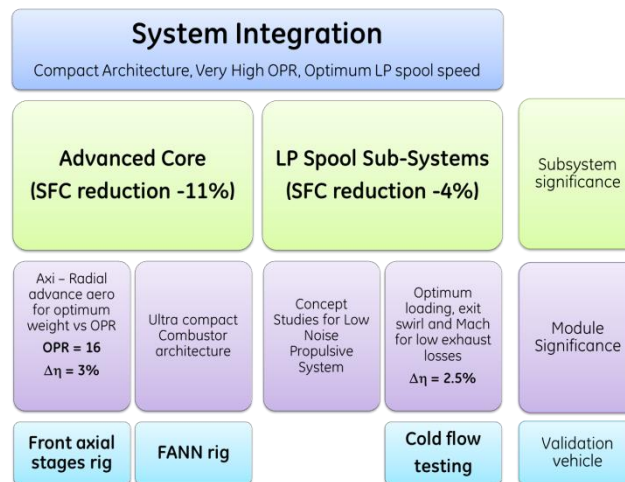 System Integration
Compact Architecture, Very High OPR, Optimum LP spool speed
Advanced Core
(SFC reduction -11%)
LP Spool Sub-Systems
(SFC reduction -4%)
Subsystem
significance
Axi – Radial
advance aero
for optimum
weight vs OPR
OPR = 16
Δη = 3%
Ultra compact
Combustor
architecture
Concept
Studies for Low
Noise
Propulsive
System
Optimum
loading, exit
swirl and Mach
for low exhaust
losses
Δη = 2.5%
Module
Significance
Front axial
stages rig
FANN rig
Cold flow
testing
Validation
vehicle